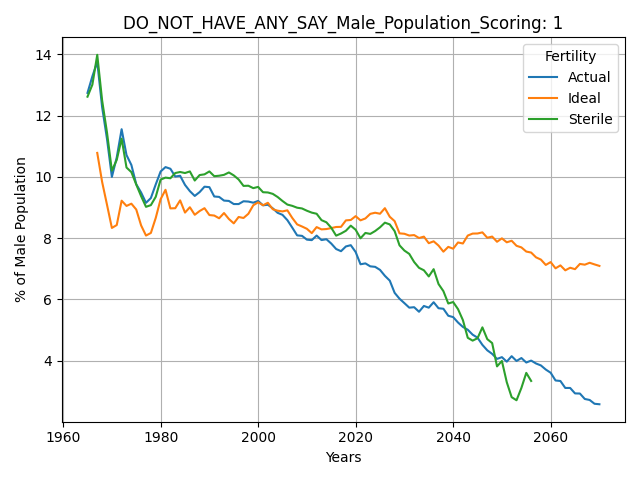 DO_NOT_HAVE_ANY_SAY_Male_Population_Scoring: 1
Fertility
Actual
Ideal
Sterile
% of Male Population
14
12
10
8
6
4
1960 1980 2000 2020 2040 2060
Years